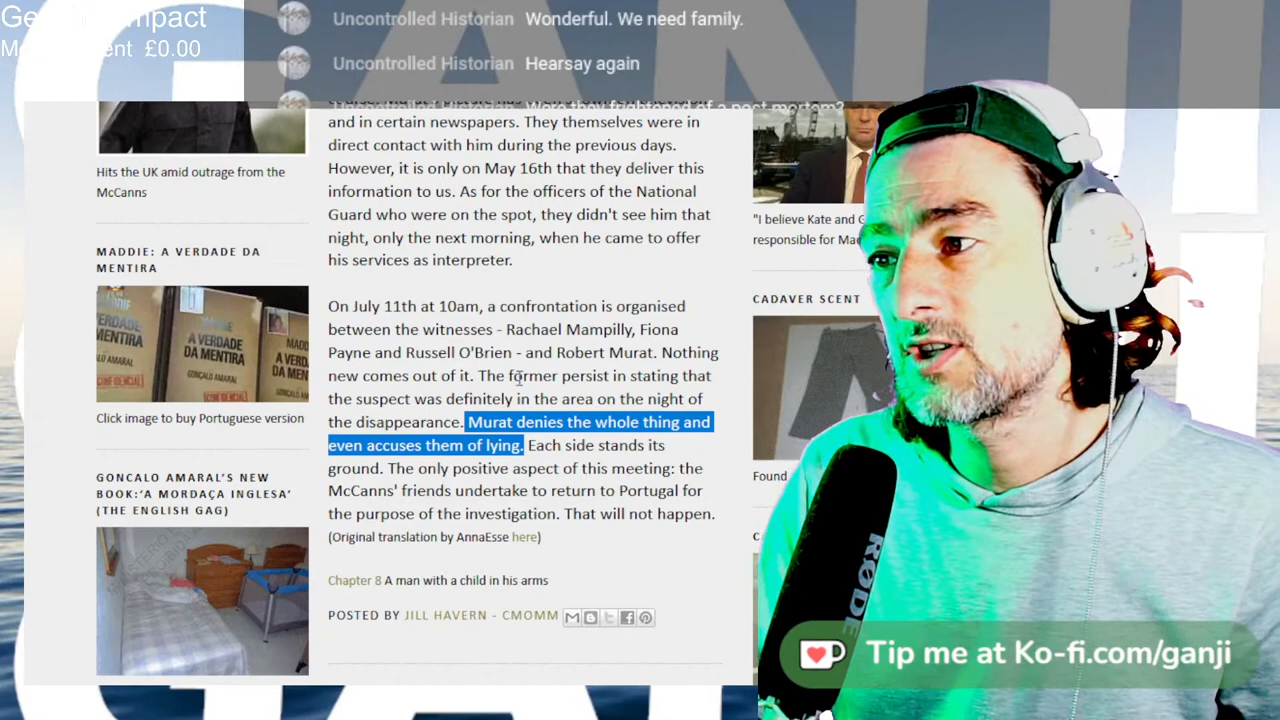 Uncontrolled Historian Wonderful. We need family.
Uncontrolled Historian Hearsay again
£0.00
and in certain newspapers. They themselves were in
direct contact with him during the previous days.
However, it is only on May 16th that they deliver this
information to us. As for the officers of the National
Guard who were on the spot, they didn't see him that
night, only the next morning, when he came to offer
his services as interpreter.
On July 11th at 10am, a confrontation is organised
between the witnesses - Rachael Mampilly, Fiona
Payne and Russell O'Brien - and Robert Murat. Nothing
new comes out of it. The former persist in stating that
the suspect was definitely in the area on the night of
the disappearance. Murat denies the whole thing and
even accuses them of lying. Each side stands its
ground. The only positive aspect of this meeting: the
McCanns' friends undertake to return to Portugal for
the purpose of the investigation. That will not happen.
(Original translation by AnnaEsse here)
Chapter 8 A man with a child in his arms
POSTED BY JILL HAVERN - CMOMM
Hits the UK amid outrage from the
McCanns
MADDIE: A VERDADE DA
MENTIRA
A VERDADE
DA MENTIRA
Click image to buy Portuguese version
GONCALO AMARAL'S NEW
BOOK:'A MORDAÇA INGLESA'
(THE ENGLISH GAG)
"I believe Kate and G
responsible for
CADAVER SCENT
Found
RØDE
Tip me at Ko-fi.com/ganji